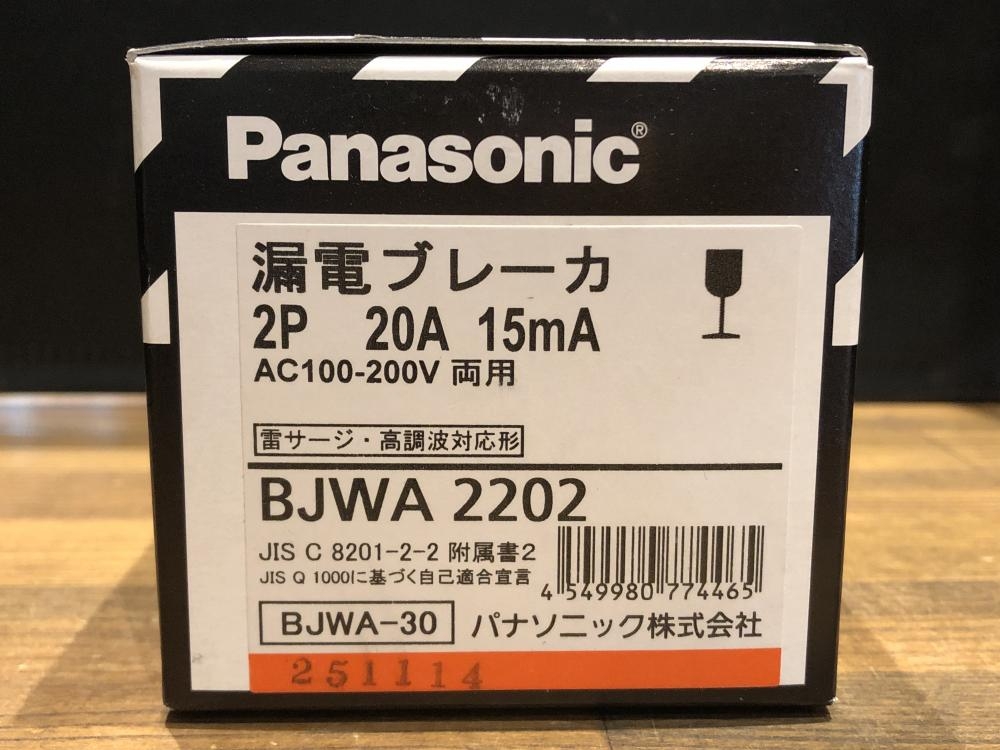 Panasonic®
漏電ブレーカ
2P 20A 15mA
AC100-200V 両用
雷サージ・高調波対応形
BJWA 2202
JIS C 8201-2-2 附属書2
JIS Q 1000に基づく自己適合宣言
4 549980 774465
BJWA-30 パナソニック株式会社
251114